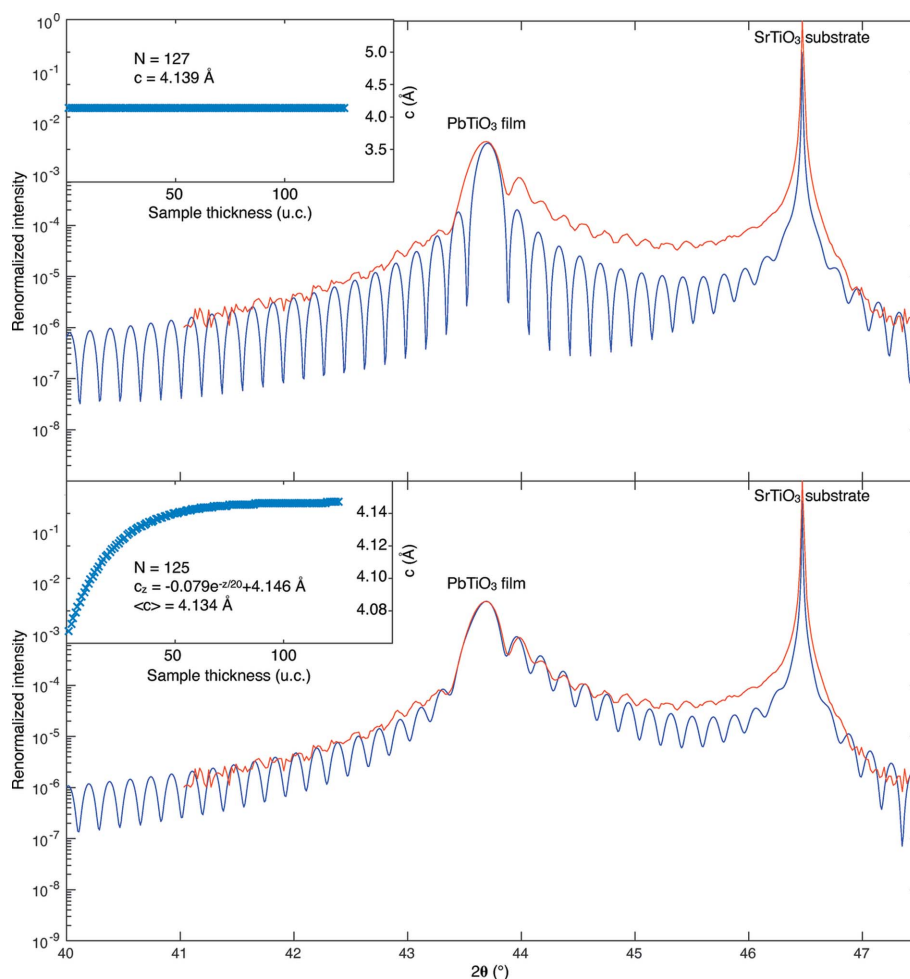 10⁰
10⁻¹
10⁻²
10⁻³
10⁻⁴
10⁻⁵
10⁻⁶
10⁻⁷
10⁻⁸
Renormalized intensity
N = 127
c = 4.139 Å
5.0
4.5
4.0
3.5
c (Å)
50
100
Sample thickness (u.c.)
PbTiO₃ film
SrTiO₃ substrate
10⁻¹
10⁻²
10⁻³
10⁻⁴
10⁻⁵
10⁻⁶
10⁻⁷
10⁻⁸
10⁻⁹
Renormalized intensity
N = 125
c_z = -0.079e^(-z/20)+4.146 Å
<c> = 4.134 Å
4.14
4.12
4.10
4.08
c (Å)
50
100
Sample thickness (u.c.)
PbTiO₃ film
SrTiO₃ substrate
40
41
42
43
44
45
46
47
2θ (°)